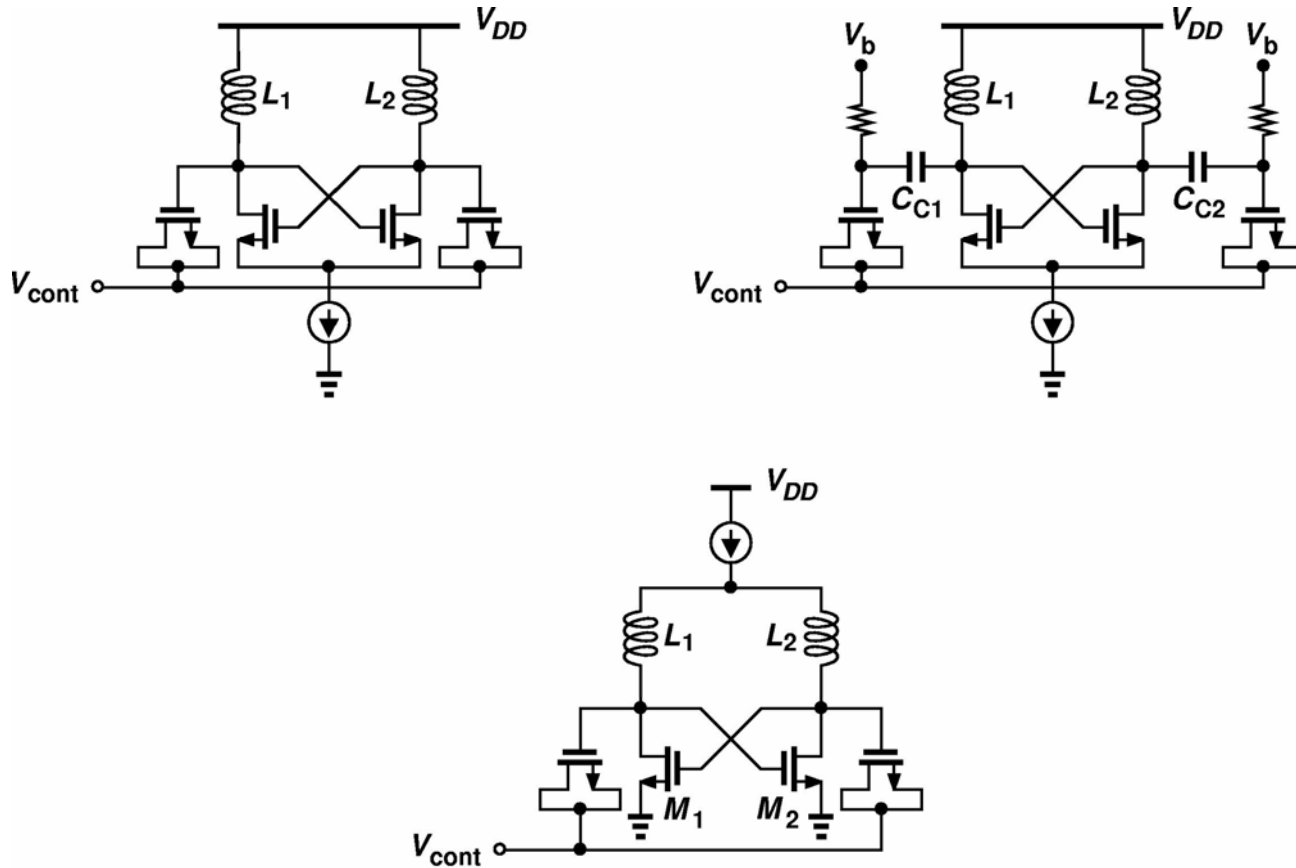 V_DD
L_1 L_2
V_cont
V_b V_DD V_b
L_1 L_2
C_C1 C_C2
V_cont
V_DD
L_1 L_2
M_1 M_2
V_cont